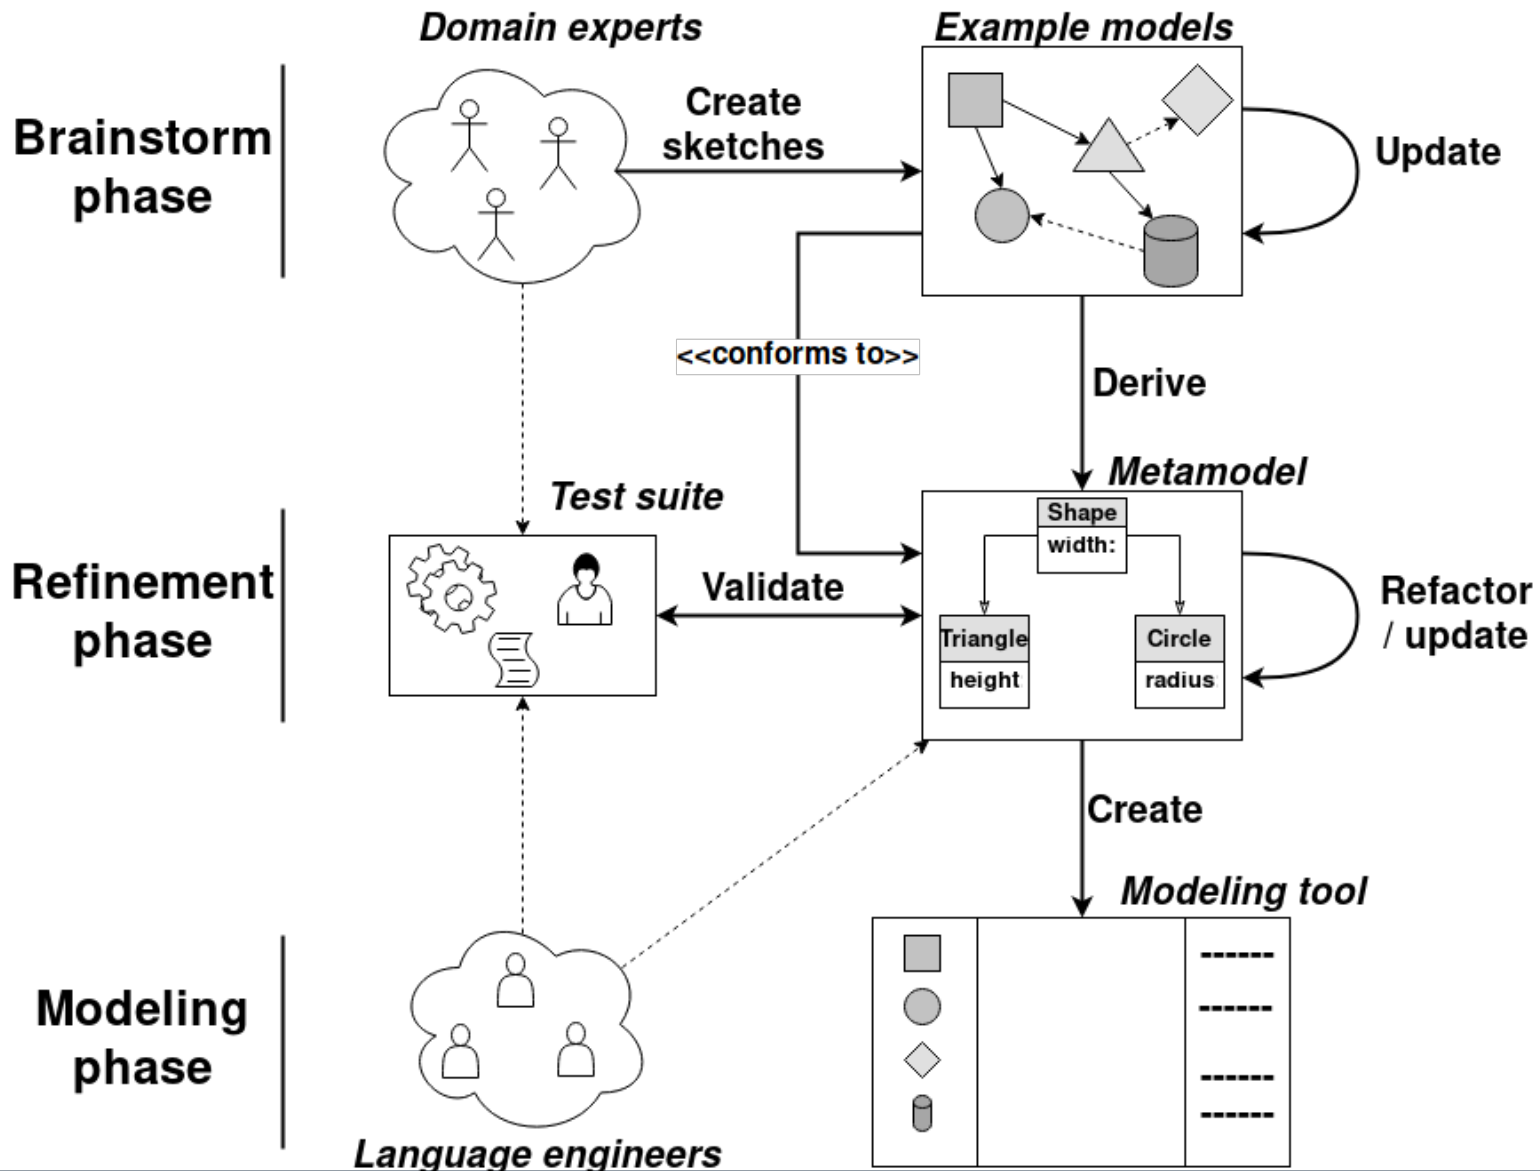 Domain experts
Example models
Brainstorm
phase
Create
sketches
Update
<<conforms to>>
Derive
Test suite
Metamodel
Shape
width:
Refinement
phase
Validate
Triangle
height
Circle
radius
Refactor
/ update
Create
Modeling tool
Modeling
phase
Language engineers